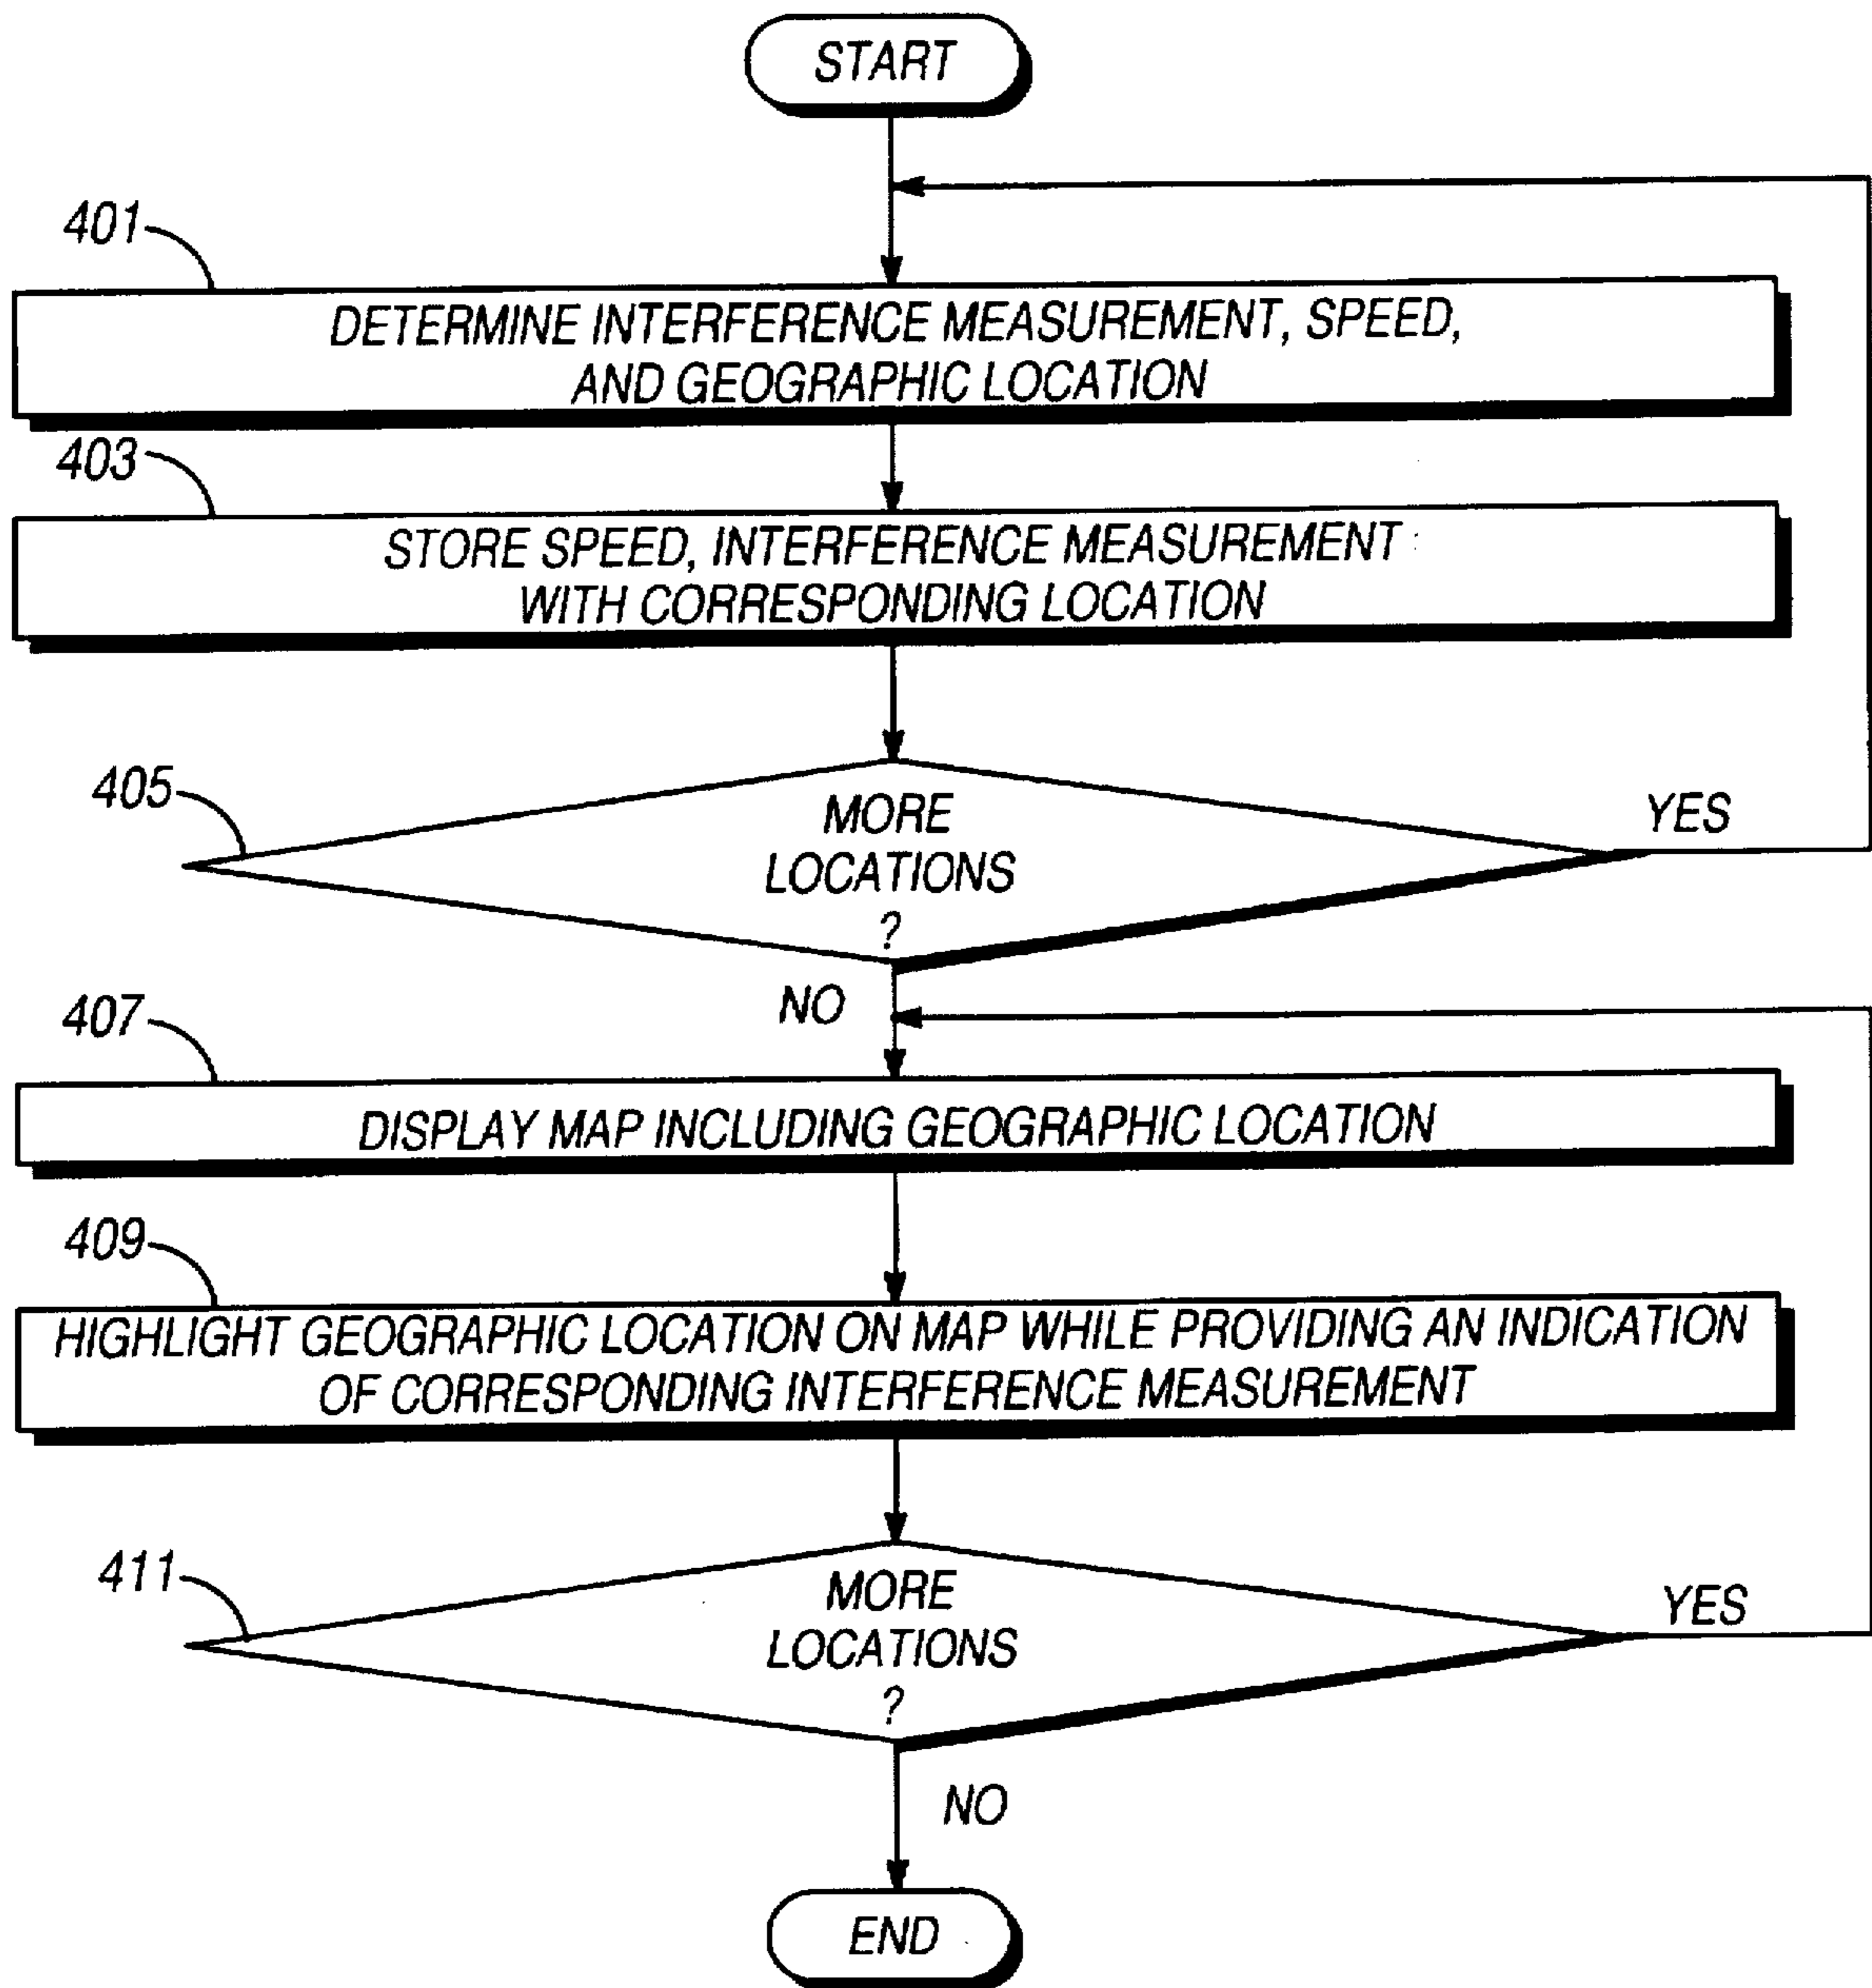 START
401
DETERMINE INTERFERENCE MEASUREMENT, SPEED,
AND GEOGRAPHIC LOCATION
403
STORE SPEED, INTERFERENCE MEASUREMENT
WITH CORRESPONDING LOCATION
405
MORE
LOCATIONS
?
YES
NO
407
DISPLAY MAP INCLUDING GEOGRAPHIC LOCATION
409
HIGHLIGHT GEOGRAPHIC LOCATION ON MAP WHILE PROVIDING AN INDICATION
OF CORRESPONDING INTERFERENCE MEASUREMENT
411
MORE
LOCATIONS
?
YES
NO
END